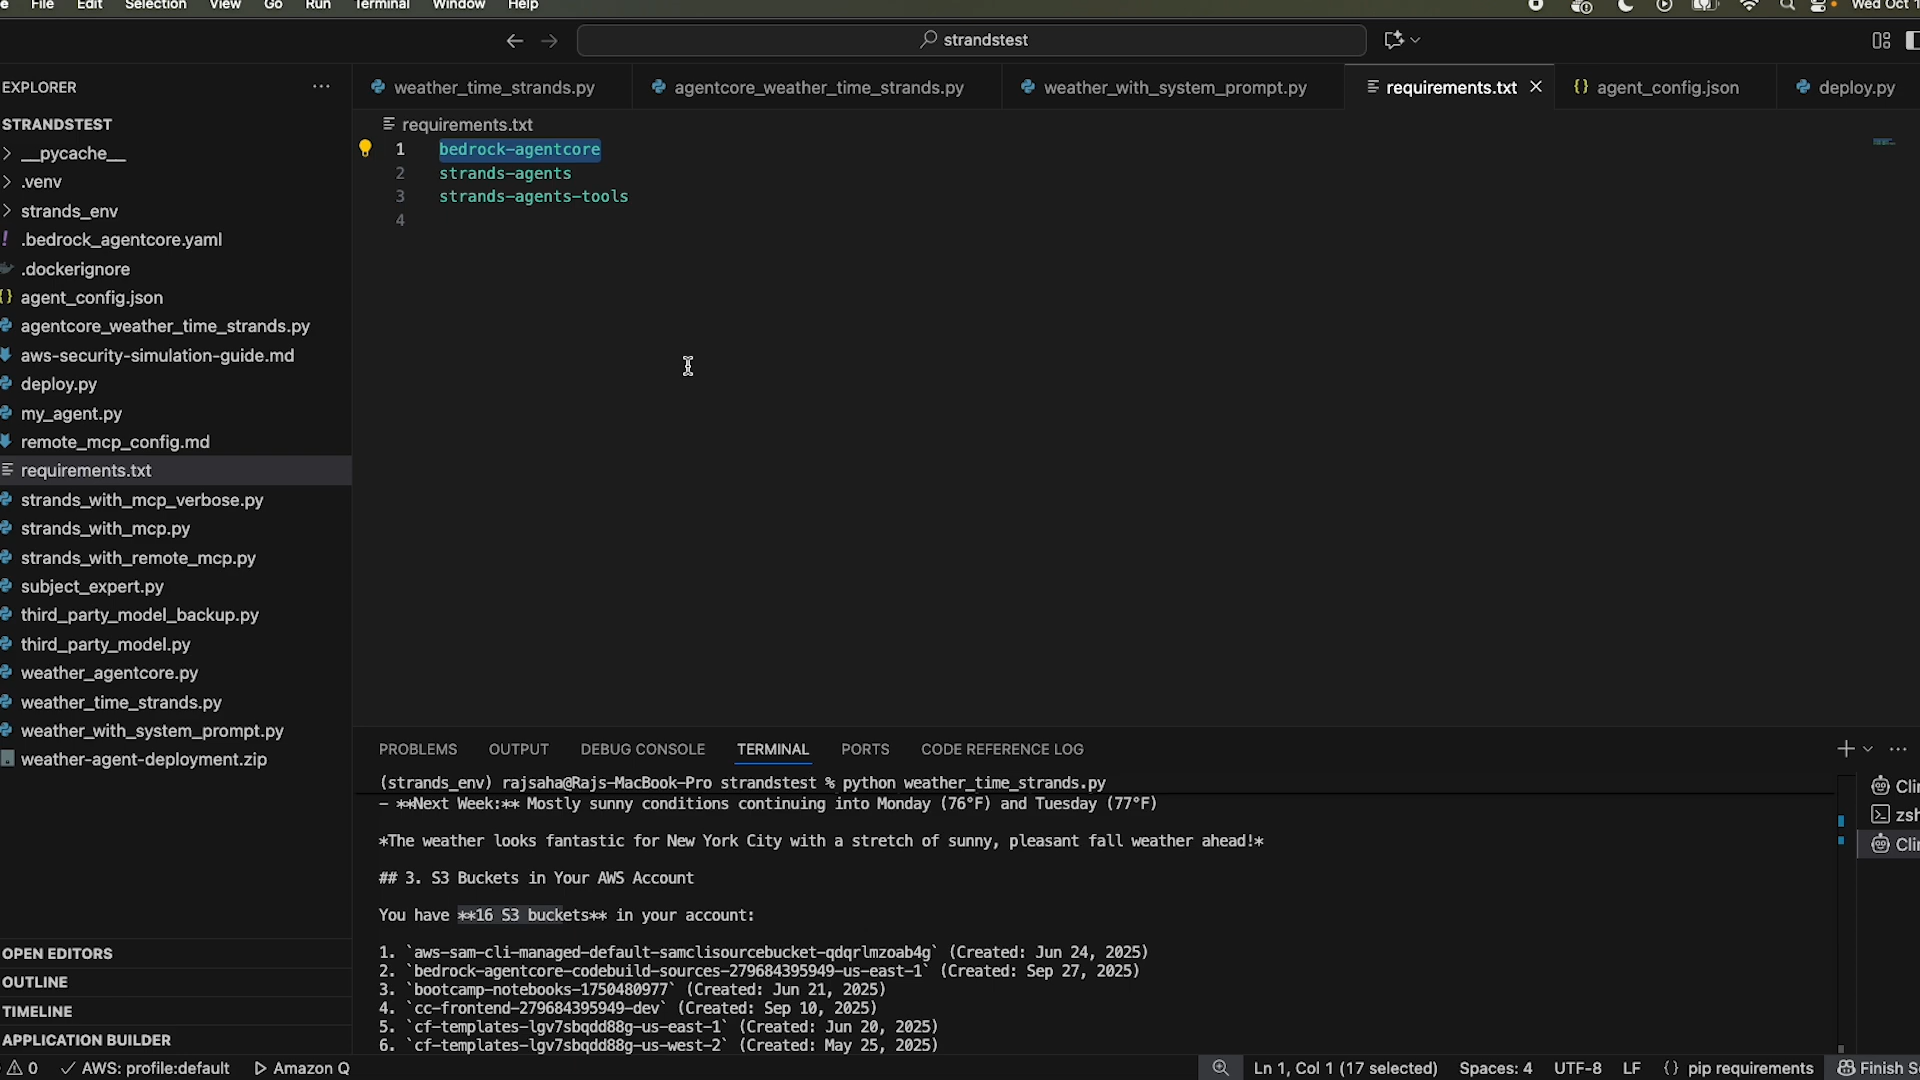 File Edit Selection View Go Run Terminal Window Help Wed Oct 1
strandstest
EXPLORER
weather_time_strands.py agentcore_weather_time_strands.py weather_with_system_prompt.py requirements.txt agent_config.json deploy.py
STRANDSTEST
requirements.txt
__pycache__
.venv
strands_env
.bedrock_agentcore.yaml
.dockerignore
agent_config.json
agentcore_weather_time_strands.py
aws-security-simulation-guide.md
deploy.py
my_agent.py
remote_mcp_config.md
requirements.txt
strands_with_mcp_verbose.py
strands_with_mcp.py
strands_with_remote_mcp.py
subject_expert.py
third_party_model_backup.py
third_party_model.py
weather_agentcore.py
weather_time_strands.py
weather_with_system_prompt.py
weather-agent-deployment.zip
OPEN EDITORS
OUTLINE
TIMELINE
APPLICATION BUILDER
1 bedrock-agentcore
2 strands-agents
3 strands-agents-tools
4
PROBLEMS OUTPUT DEBUG CONSOLE TERMINAL PORTS CODE REFERENCE LOG
(strands_env) rajsaha@Rajs-MacBook-Pro strandstest % python weather_time_strands.py
- **Next Week:** Mostly sunny conditions continuing into Monday (76°F) and Tuesday (77°F)
*The weather looks fantastic for New York City with a stretch of sunny, pleasant fall weather ahead!*
## 3. S3 Buckets in Your AWS Account
You have **16 S3 buckets** in your account:
1. `aws-sam-cli-managed-default-samclisourcebucket-qdqrlmzoab4g` (Created: Jun 24, 2025)
2. `bedrock-agentcore-codebuild-sources-279684395949-us-east-1` (Created: Sep 27, 2025)
3. `bootcamp-notebooks-1750480977` (Created: Jun 21, 2025)
4. `cc-frontend-279684395949-dev` (Created: Sep 10, 2025)
5. `cf-templates-lgv7sbqdd88g-us-east-1` (Created: Jun 20, 2025)
6. `cf-templates-lgv7sbqdd88g-us-west-2` (Created: May 25, 2025)
Cli
zsh
Cli
0 AWS: profile:default Amazon Q Ln 1, Col 1 (17 selected) Spaces: 4 UTF-8 LF {} pip requirements Finish S